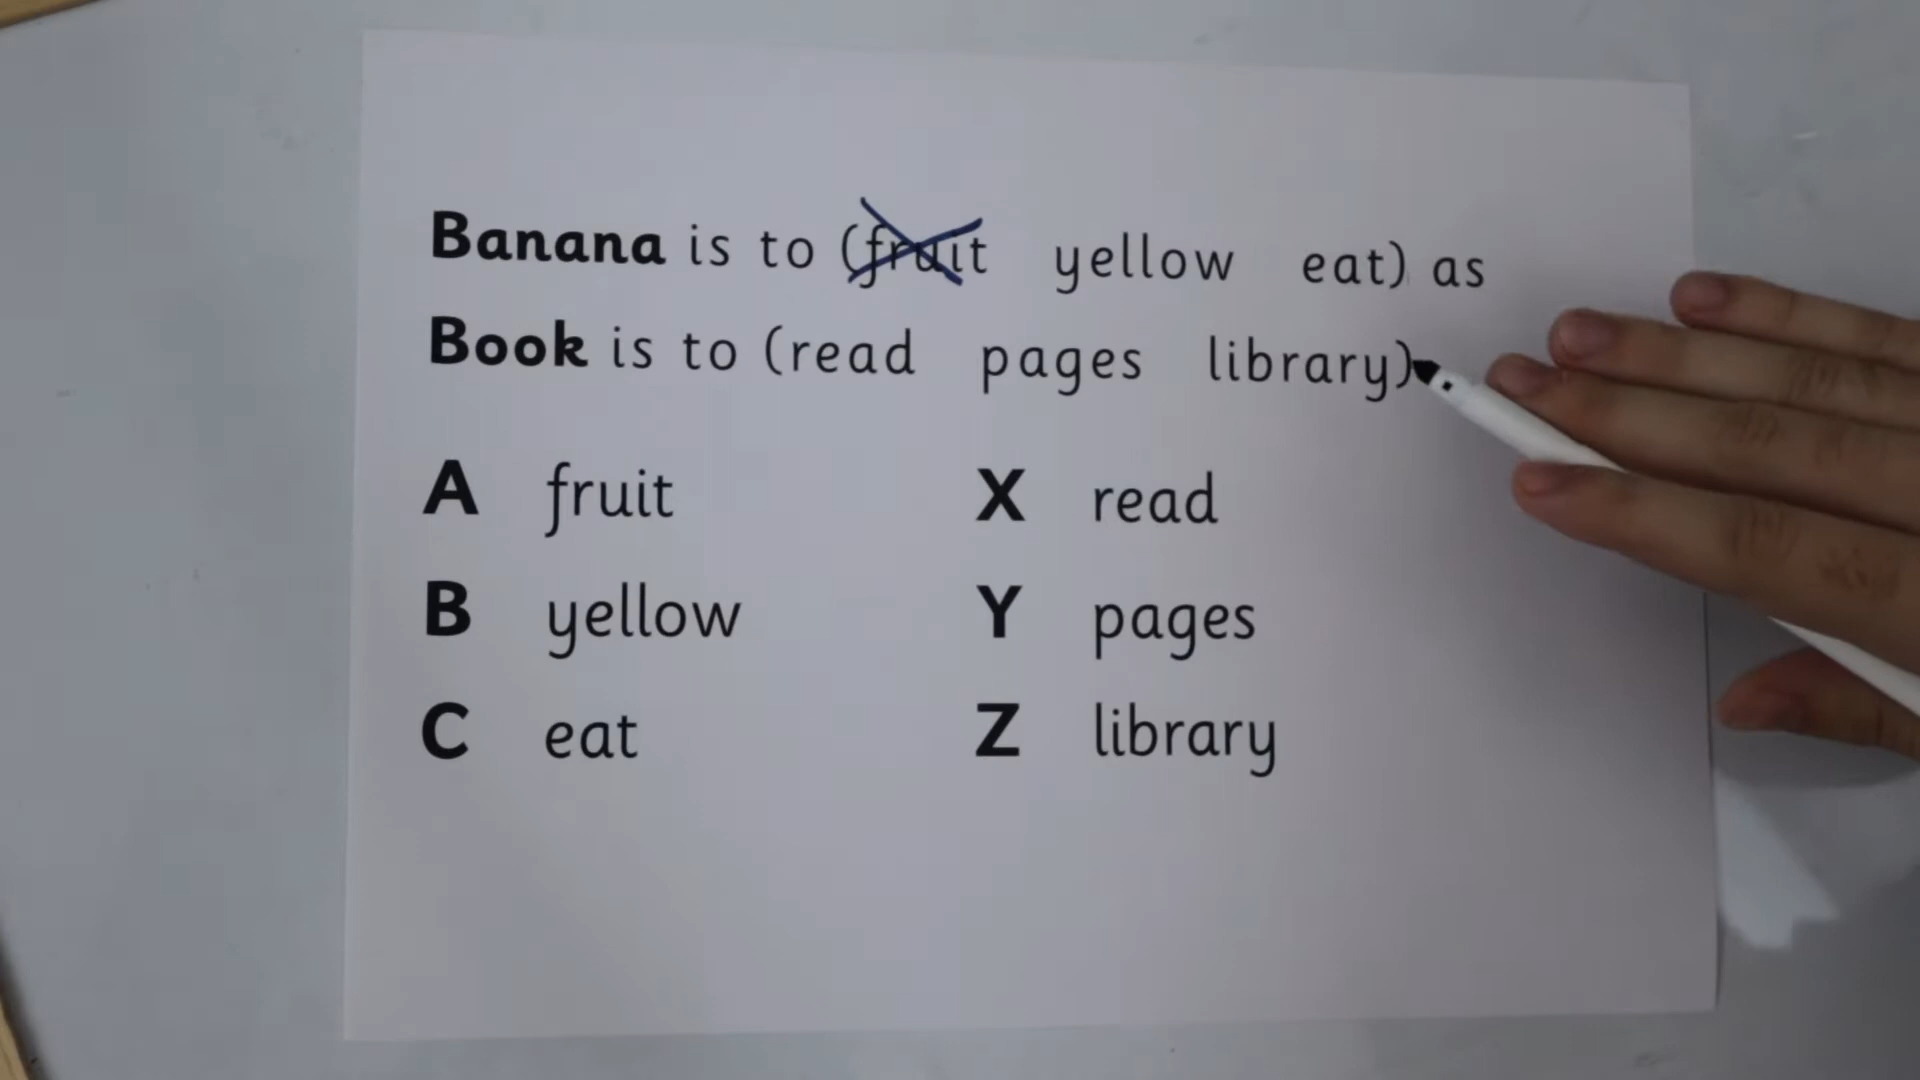 Banana is to (fruit yellow eat) as
Book is to (read pages library)
A fruit X read
B yellow Y pages
C eat Z library